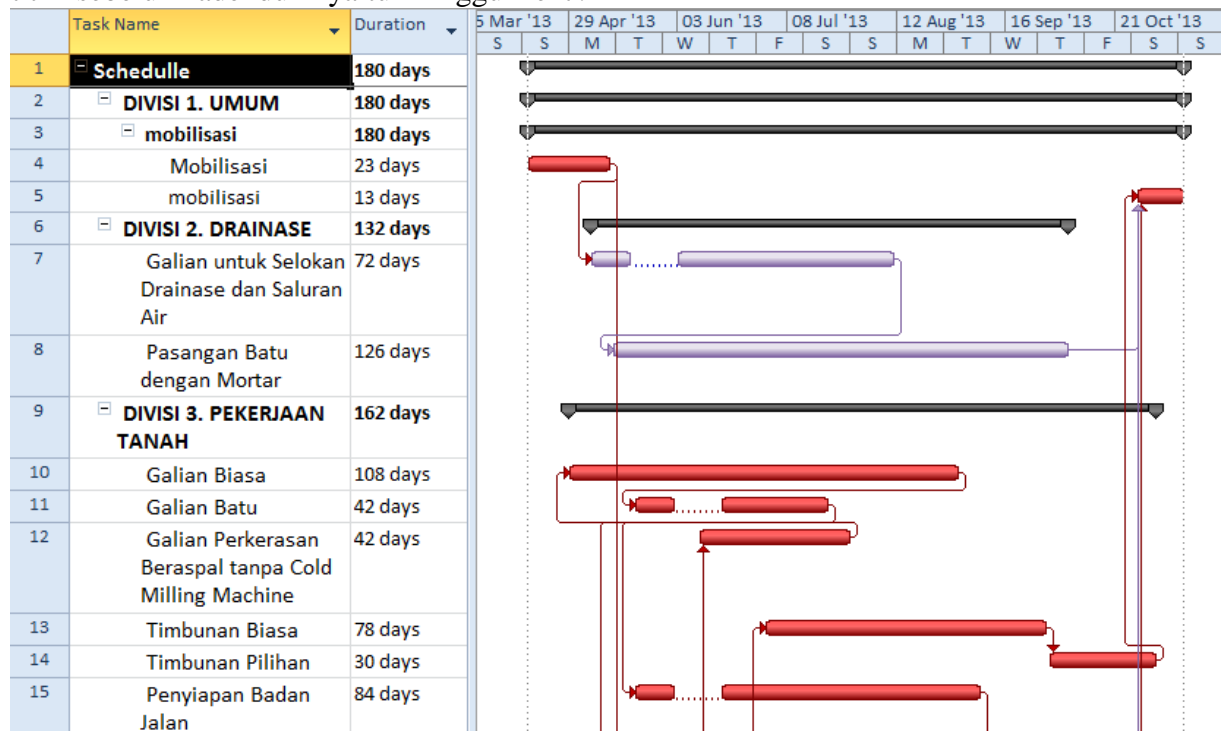 Task Name Duration 5 Mar '13 29 Apr '13 03 Jun '13 08 Jul '13 12 Aug '13 16 Sep '13 21 Oct '13
S S M T W T F S S M T W T F S S
1 Schedulle 180 days
2 DIVISI 1. UMUM 180 days
3 mobilisasi 180 days
4 Mobilisasi 23 days
5 mobilisasi 13 days
6 DIVISI 2. DRAINASE 132 days
7 Galian untuk Selokan 72 days
Drainase dan Saluran
Air
8 Pasangan Batu 126 days
dengan Mortar
9 DIVISI 3. PEKERJAAN 162 days
TANAH
10 Galian Biasa 108 days
11 Galian Batu 42 days
12 Galian Perkerasan 42 days
Beraspal tanpa Cold
Milling Machine
13 Timbunan Biasa 78 days
14 Timbunan Pilihan 30 days
15 Penyiapan Badan 84 days
Jalan